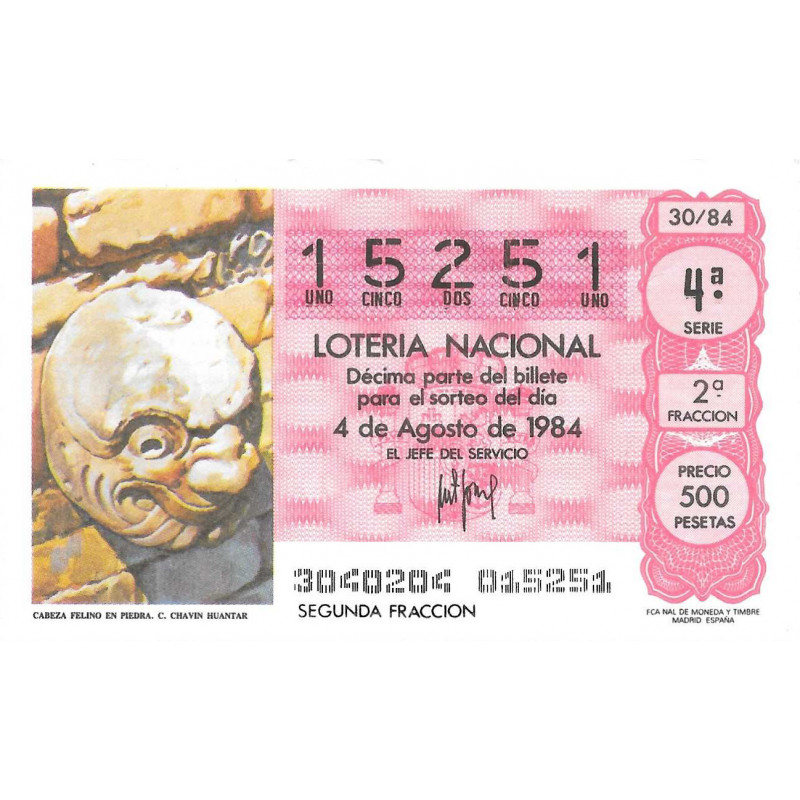 30/84
1 5 2 5 1
UNO CINCO DOS CINCO UNO
4ª
SERIE
LOTERIA NACIONAL
Décima parte del billete
para el sorteo del día
4 de Agosto de 1984
EL JEFE DEL SERVICIO
2ª
FRACCION
PRECIO
500
PESETAS
3040204 015251
SEGUNDA FRACCION
CABEZA FELINO EN PIEDRA. C. CHAVIN HUANTAR
FCA NAL DE MONEDA Y TIMBRE
MADRID ESPAÑA